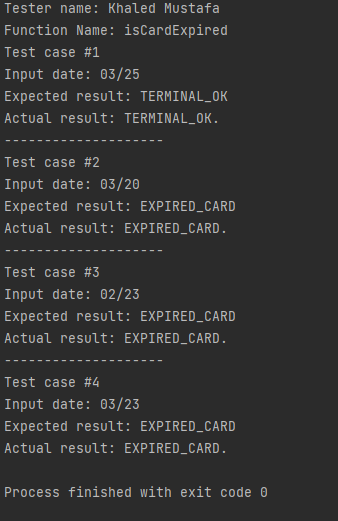 Tester name: Khaled Mustafa
Function Name: isCardExpired
Test case #1
Input date: 03/25
Expected result: TERMINAL_OK
Actual result: TERMINAL_OK.
--------------------
Test case #2
Input date: 03/20
Expected result: EXPIRED_CARD
Actual result: EXPIRED_CARD.
--------------------
Test case #3
Input date: 02/23
Expected result: EXPIRED_CARD
Actual result: EXPIRED_CARD.
--------------------
Test case #4
Input date: 03/23
Expected result: EXPIRED_CARD
Actual result: EXPIRED_CARD.
Process finished with exit code 0